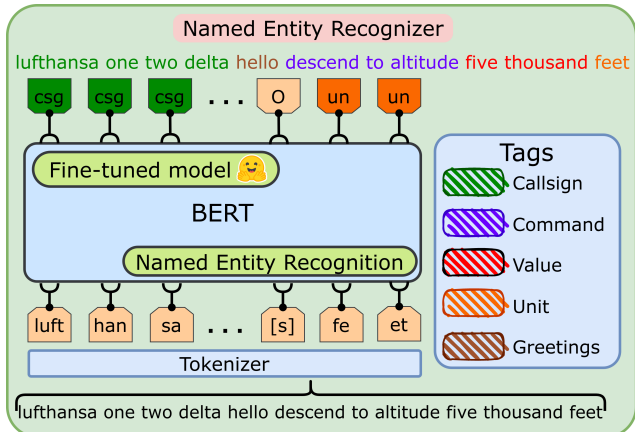 Named Entity Recognizer
lufthansa one two delta hello descend to altitude five thousand feet
csg csg csg ... O un un
Fine-tuned model
BERT
Named Entity Recognition
luft han sa ... [s] fe et
Tokenizer
lufthansa one two delta hello descend to altitude five thousand feet
Tags
Callsign
Command
Value
Unit
Greetings